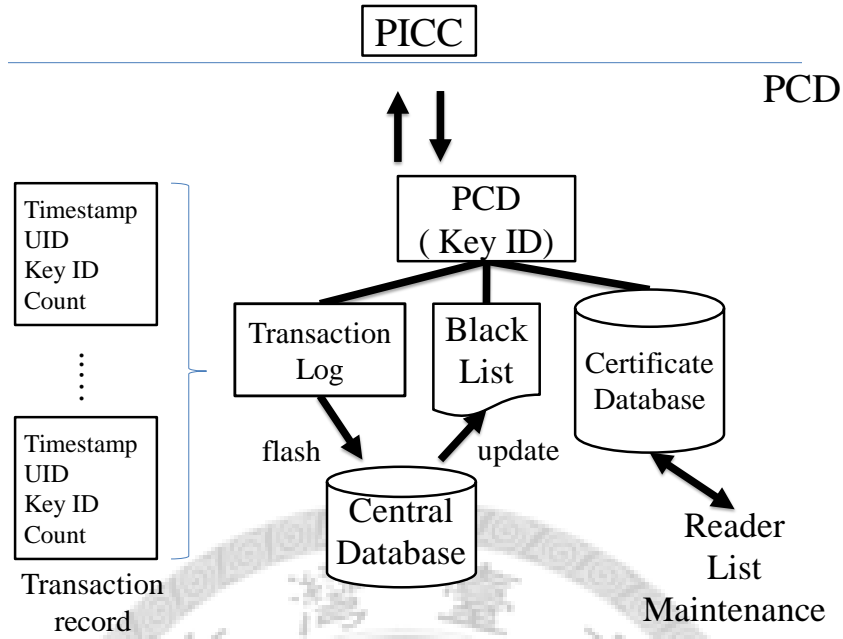 PICC
PCD
PCD
( Key ID)
Timestamp
UID
Key ID
Count
Timestamp
UID
Key ID
Count
Transaction
record
Transaction
Log
Black
List
Certificate
Database
flash
update
Central
Database
Reader
List
Maintenance